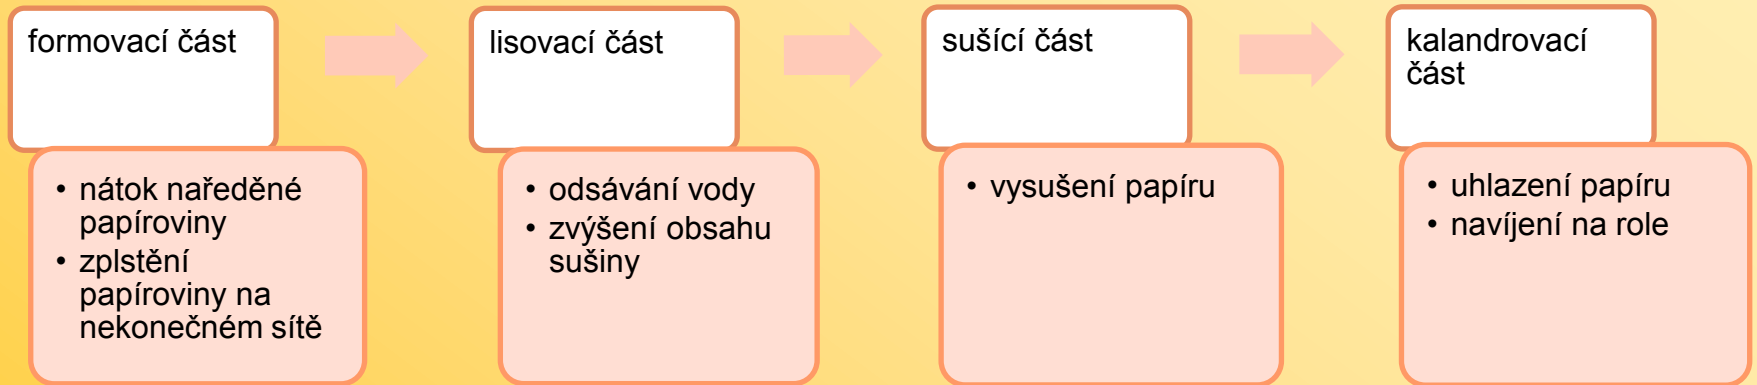 formovací část
• nátok naředěné
papíroviny
• zplstění
papíroviny na
nekonečném sítě
lisovací část
• odsávání vody
• zvýšení obsahu
sušiny
sušící část
• vysušení papíru
kalandrovací
část
• uhlazení papíru
• navíjení na role